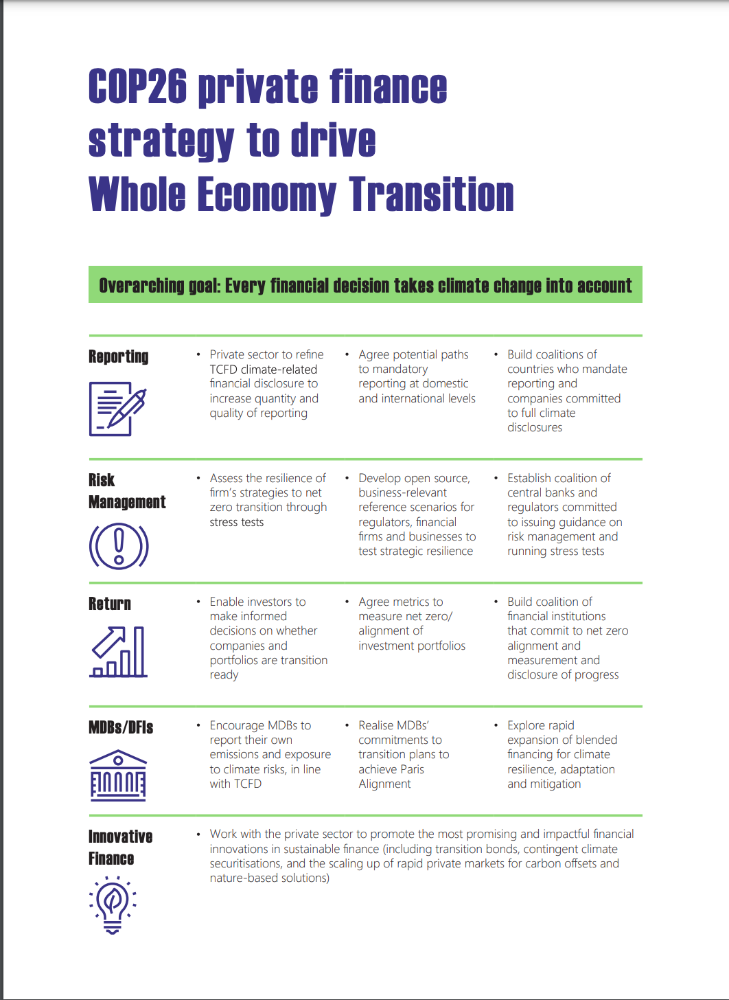 COP26 private finance
strategy to drive
Whole Economy Transition
Overarching goal: Every financial decision takes climate change into account
Reporting
• Private sector to refine
TCFD climate-related
financial disclosure to
increase quantity and
quality of reporting
• Agree potential paths
to mandatory
reporting at domestic
and international levels
• Build coalitions of
countries who mandate
reporting and
companies committed
to full climate
disclosures
Risk
Management
• Assess the resilience of
firm's strategies to net
zero transition through
stress tests
• Develop open source,
business-relevant
reference scenarios for
regulators, financial
firms and businesses to
test strategic resilience
• Establish coalition of
central banks and
regulators committed
to issuing guidance on
risk management and
running stress tests
Return
• Enable investors to
make informed
decisions on whether
companies and
portfolios are transition
ready
• Agree metrics to
measure net zero/
alignment of
investment portfolios
• Build coalition of
financial institutions
that commit to net zero
alignment and
measurement and
disclosure of progress
MDBs/DFIs
• Encourage MDBs to
report their own
emissions and exposure
to climate risks, in line
with TCFD
• Realise MDBs'
commitments to
transition plans to
achieve Paris
Alignment
• Explore rapid
expansion of blended
financing for climate
resilience, adaptation
and mitigation
Innovative
Finance
• Work with the private sector to promote the most promising and impactful financial
innovations in sustainable finance (including transition bonds, contingent climate
securitisations, and the scaling up of rapid private markets for carbon offsets and
nature-based solutions)